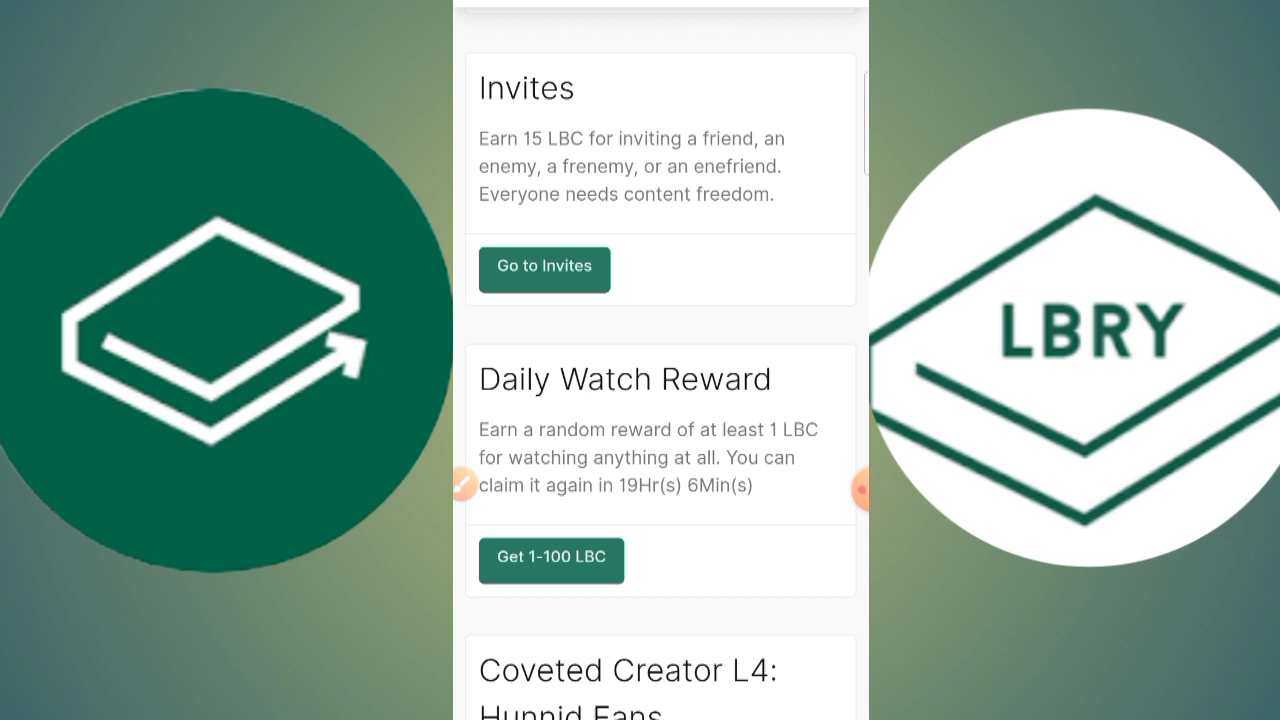 Invites
Earn 15 LBC for inviting a friend, an
enemy, a frenemy, or an enefriend.
Everyone needs content freedom.
Go to Invites
Daily Watch Reward
Earn a random reward of at least 1 LBC
for watching anything at all. You can
claim it again in 19Hr(s) 6Min(s)
Get 1-100 LBC
Coveted Creator L4:
Hunnid Fans
LBRY